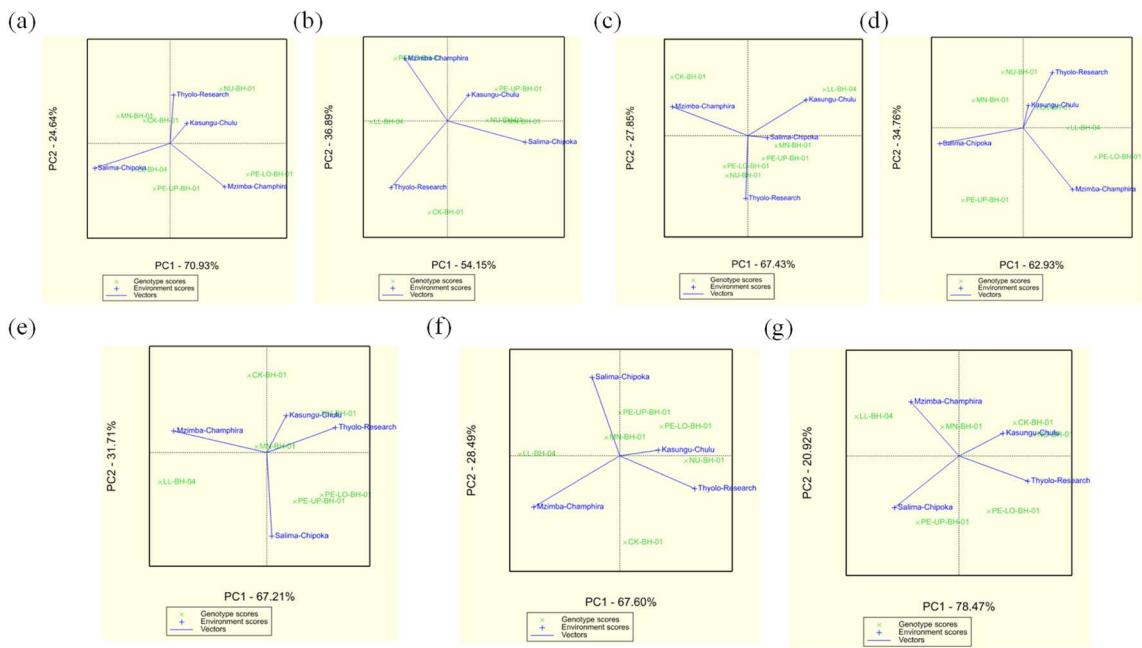 (a)
Thyolo-Research
NU-BH-01
Kasungu-Chulu
MN-BH-01
CK-BH-01
Salima-Chipoka
PE-LO-BH-01
PE-UP-BH-01
Mzimba-Champhira
PC2 - 24.64%
PC1 - 70.93%
Genotype scores
Environment scores
Vectors
(b)
Mzimba-Champhira
PE-UP-BH-01
Kasungu-Chulu
LL-BH-04
Salima-Chipoka
Thyolo-Research
CK-BH-01
PC2 - 36.89%
PC1 - 54.15%
Genotype scores
Environment scores
Vectors
(c)
CK-BH-01
LL-BH-04
Mzimba-Champhira
Kasungu-Chulu
Salima-Chipoka
MN-BH-01
PE-UP-BH-01
PE-LO-BH-01
NU-BH-01
Thyolo-Research
PC2 - 27.85%
PC1 - 67.43%
Genotype scores
Environment scores
Vectors
(d)
NU-BH-01
Thyolo-Research
MN-BH-01
Kasungu-Chulu
LL-BH-04
Salima-Chipoka
PE-LO-BH-01
Mzimba-Champhira
PE-UP-BH-01
PC2 - 34.76%
PC1 - 62.93%
Genotype scores
Environment scores
Vectors
(e)
CK-BH-01
Kasungu-Chulu
Mzimba-Champhira
Thyolo-Research
MN-BH-01
LL-BH-04
PE-LO-BH-01
PE-UP-BH-01
Salima-Chipoka
PC2 - 31.71%
PC1 - 67.21%
Genotype scores
Environment scores
Vectors
(f)
Salima-Chipoka
PE-UP-BH-01
PE-LO-BH-01
MN-BH-01
Kasungu-Chulu
LL-BH-04
NU-BH-01
Thyolo-Research
Mzimba-Champhira
CK-BH-01
PC2 - 28.49%
PC1 - 67.60%
Genotype scores
Environment scores
Vectors
(g)
Mzimba-Champhira
LL-BH-04
CK-BH-01
MN-BH-01
Kasungu-Chulu
Thyolo-Research
Salima-Chipoka
PE-LO-BH-01
PE-UP-BH-01
PC2 - 20.92%
PC1 - 78.47%
Genotype scores
Environment scores
Vectors